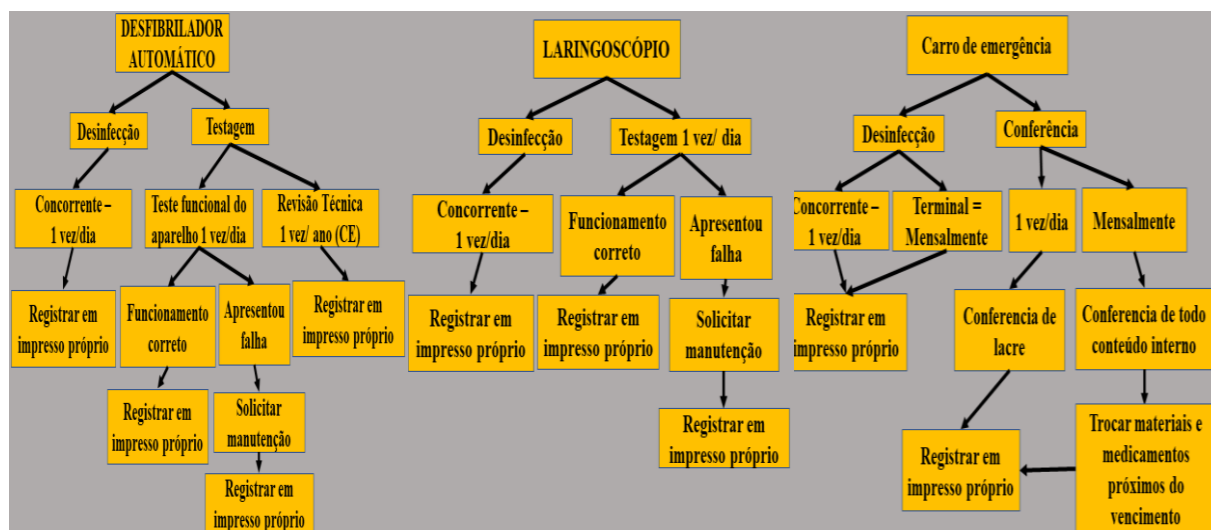 DESFIBRILADOR
AUTOMÁTICO
Desinfecção
Testagem
Concorrente –
1 vez/dia
Teste funcional do
aparelho 1 vez/dia
Revisão Técnica
1 vez/ ano (CE)
Registrar em
impresso próprio
Funcionamento
correto
Apresentou
falha
Registrar em
impresso próprio
Registrar em
impresso próprio
Solicitar
manutenção
Registrar em
impresso próprio
LARINGOSCÓPIO
Desinfecção
Testagem 1 vez/ dia
Concorrente –
1 vez/dia
Funcionamento
correto
Apresentou
falha
Registrar em
impresso próprio
Registrar em
impresso próprio
Solicitar
manutenção
Registrar em
impresso próprio
Carro de emergência
Desinfecção
Conferência
Concorrente –
1 vez/dia
Terminal =
Mensalmente
1 vez/dia
Mensalmente
Registrar em
impresso próprio
Conferencia de
lacre
Conferencia de todo
conteúdo interno
Registrar em
impresso próprio
Trocar materiais e
medicamentos
próximos do
vencimento